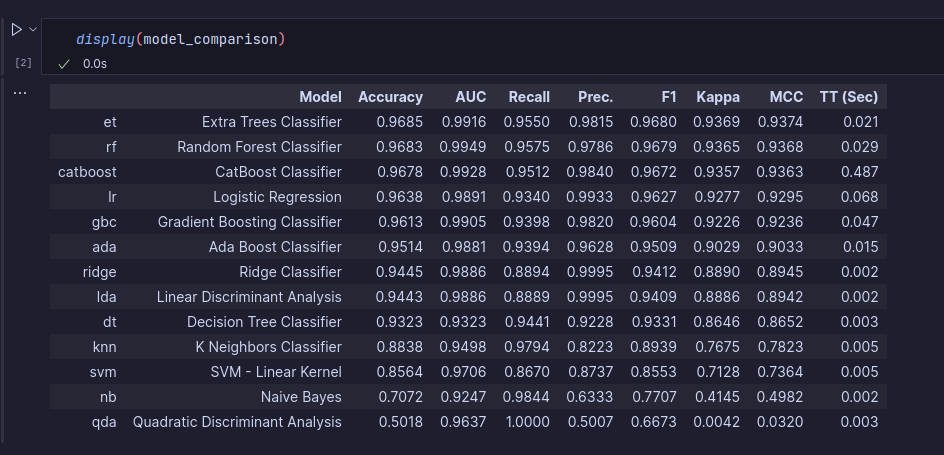 display(model_comparison)
[2]
0.0s
...
Model Accuracy AUC Recall Prec. F1 Kappa MCC TT (Sec)
et Extra Trees Classifier 0.9685 0.9916 0.9550 0.9815 0.9680 0.9369 0.9374 0.021
rf Random Forest Classifier 0.9683 0.9949 0.9575 0.9786 0.9679 0.9365 0.9368 0.029
catboost CatBoost Classifier 0.9678 0.9928 0.9512 0.9840 0.9672 0.9357 0.9363 0.487
lr Logistic Regression 0.9638 0.9891 0.9340 0.9933 0.9627 0.9277 0.9295 0.068
gbc Gradient Boosting Classifier 0.9613 0.9905 0.9398 0.9820 0.9604 0.9226 0.9236 0.047
ada Ada Boost Classifier 0.9514 0.9881 0.9394 0.9628 0.9509 0.9029 0.9033 0.015
ridge Ridge Classifier 0.9445 0.9886 0.8894 0.9995 0.9412 0.8890 0.8945 0.002
lda Linear Discriminant Analysis 0.9443 0.9886 0.8889 0.9995 0.9409 0.8886 0.8942 0.002
dt Decision Tree Classifier 0.9323 0.9323 0.9441 0.9228 0.9331 0.8646 0.8652 0.003
knn K Neighbors Classifier 0.8838 0.9498 0.9794 0.8223 0.8939 0.7675 0.7823 0.005
svm SVM - Linear Kernel 0.8564 0.9706 0.8670 0.8737 0.8553 0.7128 0.7364 0.005
nb Naive Bayes 0.7072 0.9247 0.9844 0.6333 0.7707 0.4145 0.4982 0.002
qda Quadratic Discriminant Analysis 0.5018 0.9637 1.0000 0.5007 0.6673 0.0042 0.0320 0.003